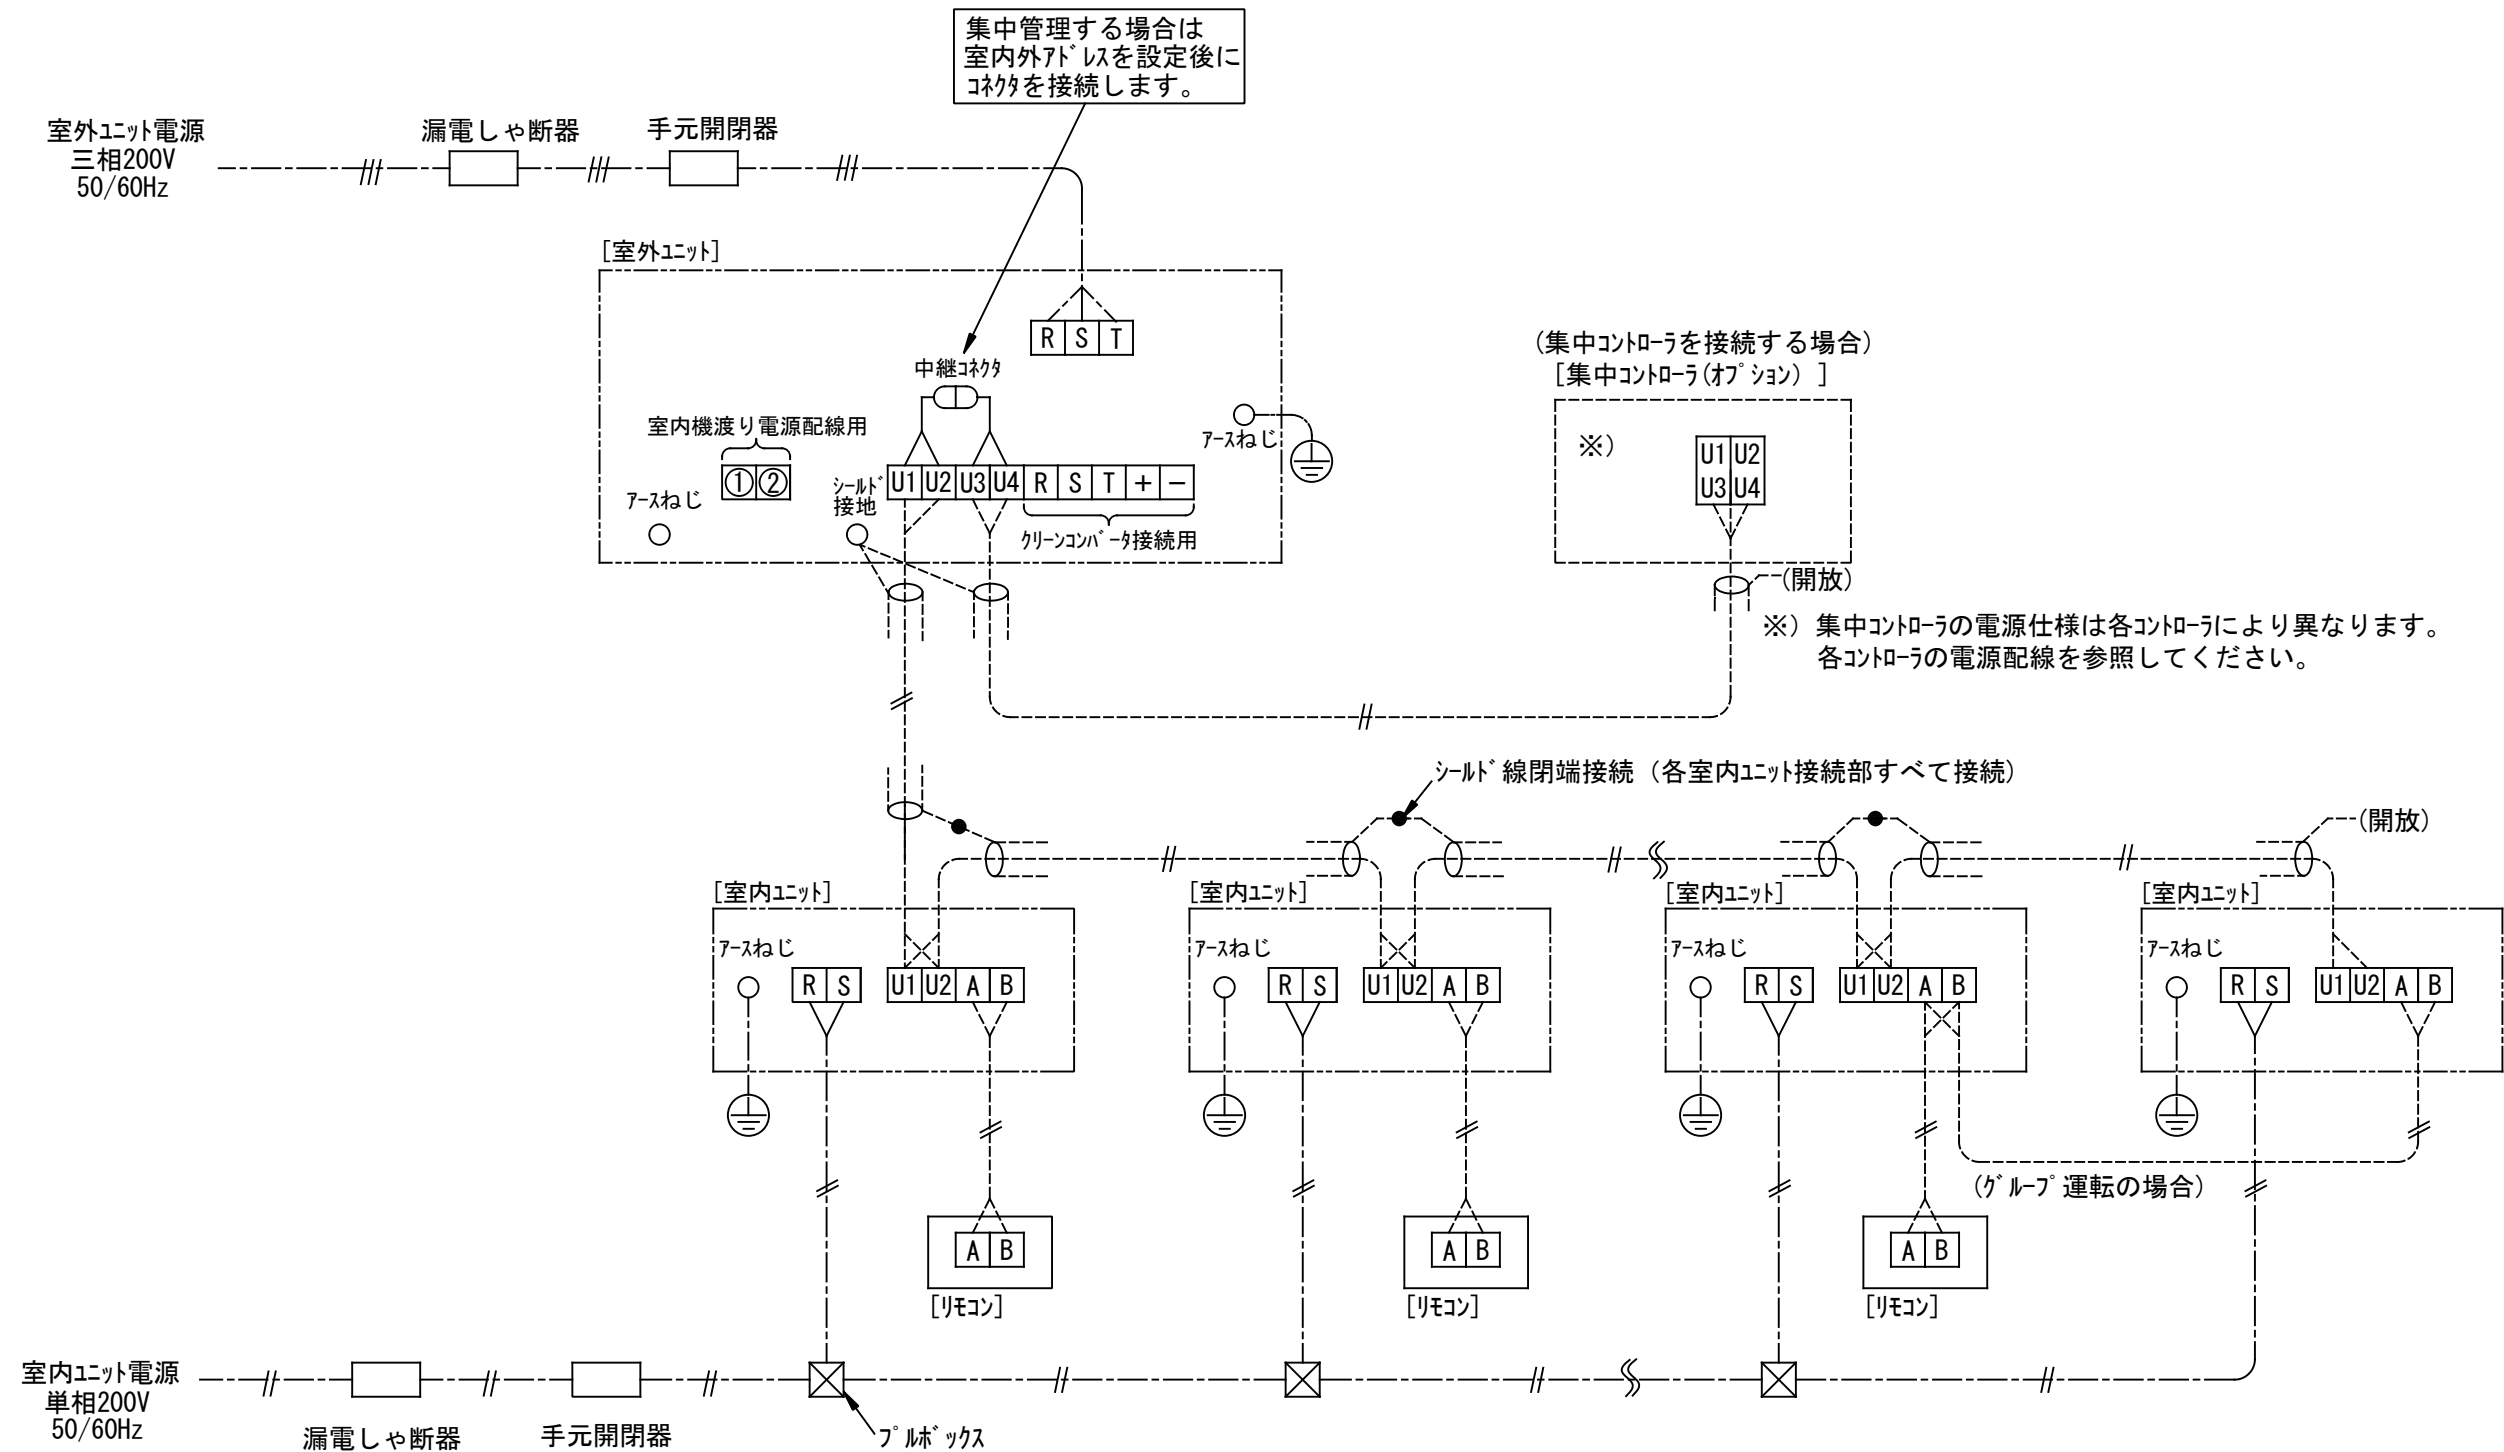 集中管理する場合は
室内外ｱﾄﾞﾚｽを設定後に
ｺﾈｸﾀを接続します。
室外ﾕﾆｯﾄ電源
三相200V
50/60Hz
漏電しゃ断器
手元開閉器
[室外ﾕﾆｯﾄ]
R S T
中継ｺﾈｸﾀ
室内機渡り電源配線用
① ②
ｱｰｽねじ
ｼｰﾙﾄﾞ
接地
U1 U2 U3 U4 R S T + −
ｸﾘｰﾝｺﾝﾊﾞｰﾀ接続用
ｱｰｽねじ
(集中ｺﾝﾄﾛｰﾗを接続する場合)
[集中ｺﾝﾄﾛｰﾗ(ｵﾌﾟｼｮﾝ) ]
※)
U1 U2
U3 U4
(開放)
※) 集中ｺﾝﾄﾛｰﾗの電源仕様は各ｺﾝﾄﾛｰﾗにより異なります。
各ｺﾝﾄﾛｰﾗの電源配線を参照してください。
ｼｰﾙﾄﾞ線閉端接続 (各室内ﾕﾆｯﾄ接続部すべて接続)
(開放)
[室内ﾕﾆｯﾄ]
ｱｰｽねじ
R S
U1 U2 A B
[室内ﾕﾆｯﾄ]
ｱｰｽねじ
R S
U1 U2 A B
[室内ﾕﾆｯﾄ]
ｱｰｽねじ
R S
U1 U2 A B
[室内ﾕﾆｯﾄ]
ｱｰｽねじ
R S
U1 U2 A B
(ｸﾞﾙｰﾌﾟ運転の場合)
A B
[ﾘﾓｺﾝ]
A B
[ﾘﾓｺﾝ]
A B
[ﾘﾓｺﾝ]
室内ﾕﾆｯﾄ電源
単相200V
50/60Hz
漏電しゃ断器
手元開閉器
ﾌﾟﾙﾎﾞｯｸｽ